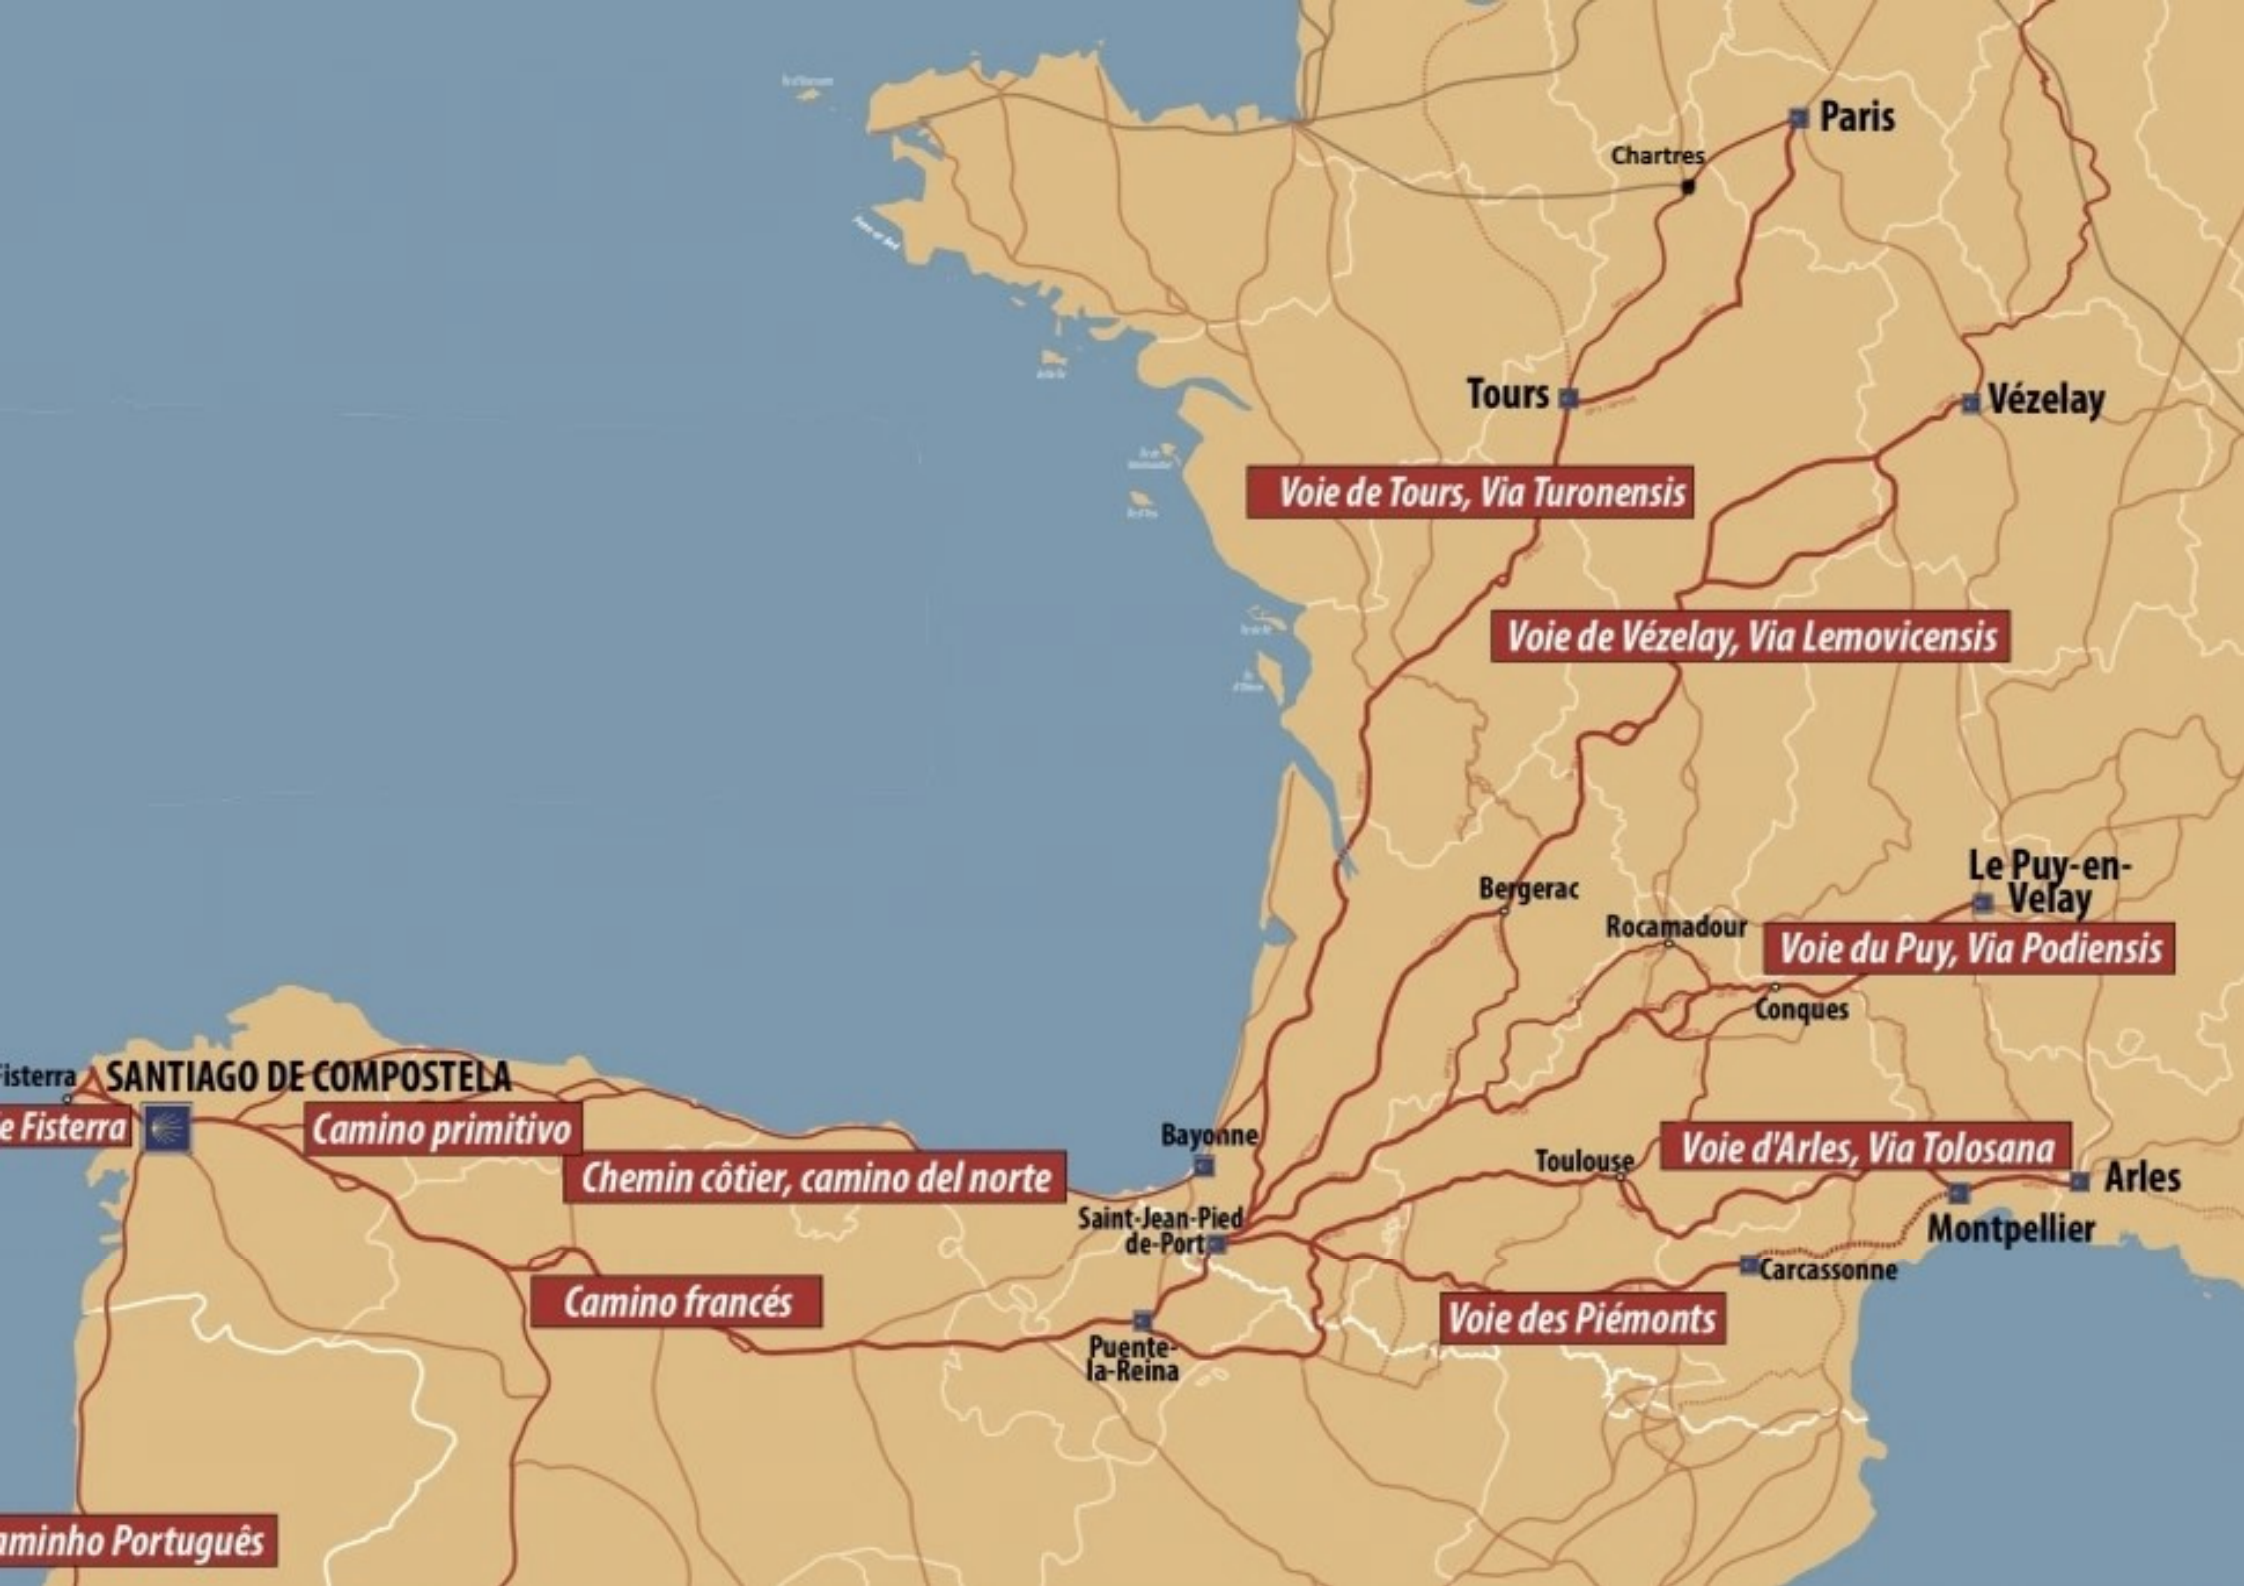 Paris
Chartres
Tours
Vézelay
Voie de Tours, Via Turonensis
Voie de Vézelay, Via Lemovicensis
Le Puy-en-
Velay
Bergerac
Rocamadour
Voie du Puy, Via Podiensis
Conques
isterra
SANTIAGO DE COMPOSTELA
e Fisterra
Camino primitivo
Bayonne
Chemin côtier, camino del norte
Toulouse
Voie d'Arles, Via Tolosana
Arles
Saint-Jean-Pied
de-Port
Montpellier
Carcassonne
Camino francés
Voie des Piémonts
Puente-
la-Reina
aminho Português